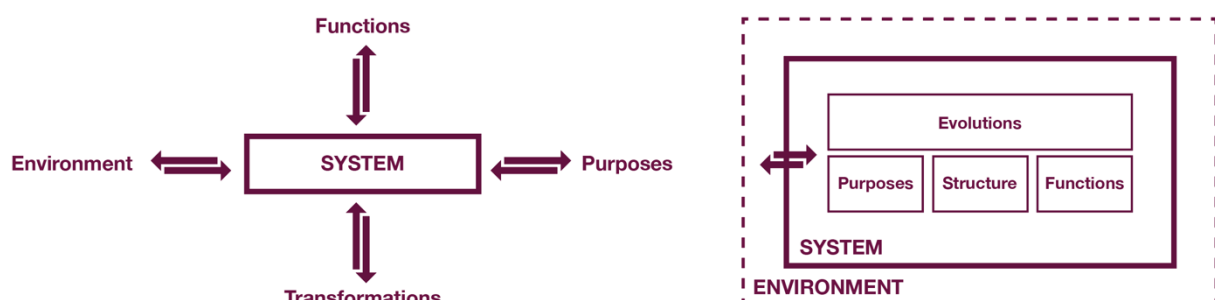 Functions
Environment
SYSTEM
Purposes
Transformations
Evolutions
Purposes
Structure
Functions
SYSTEM
ENVIRONMENT